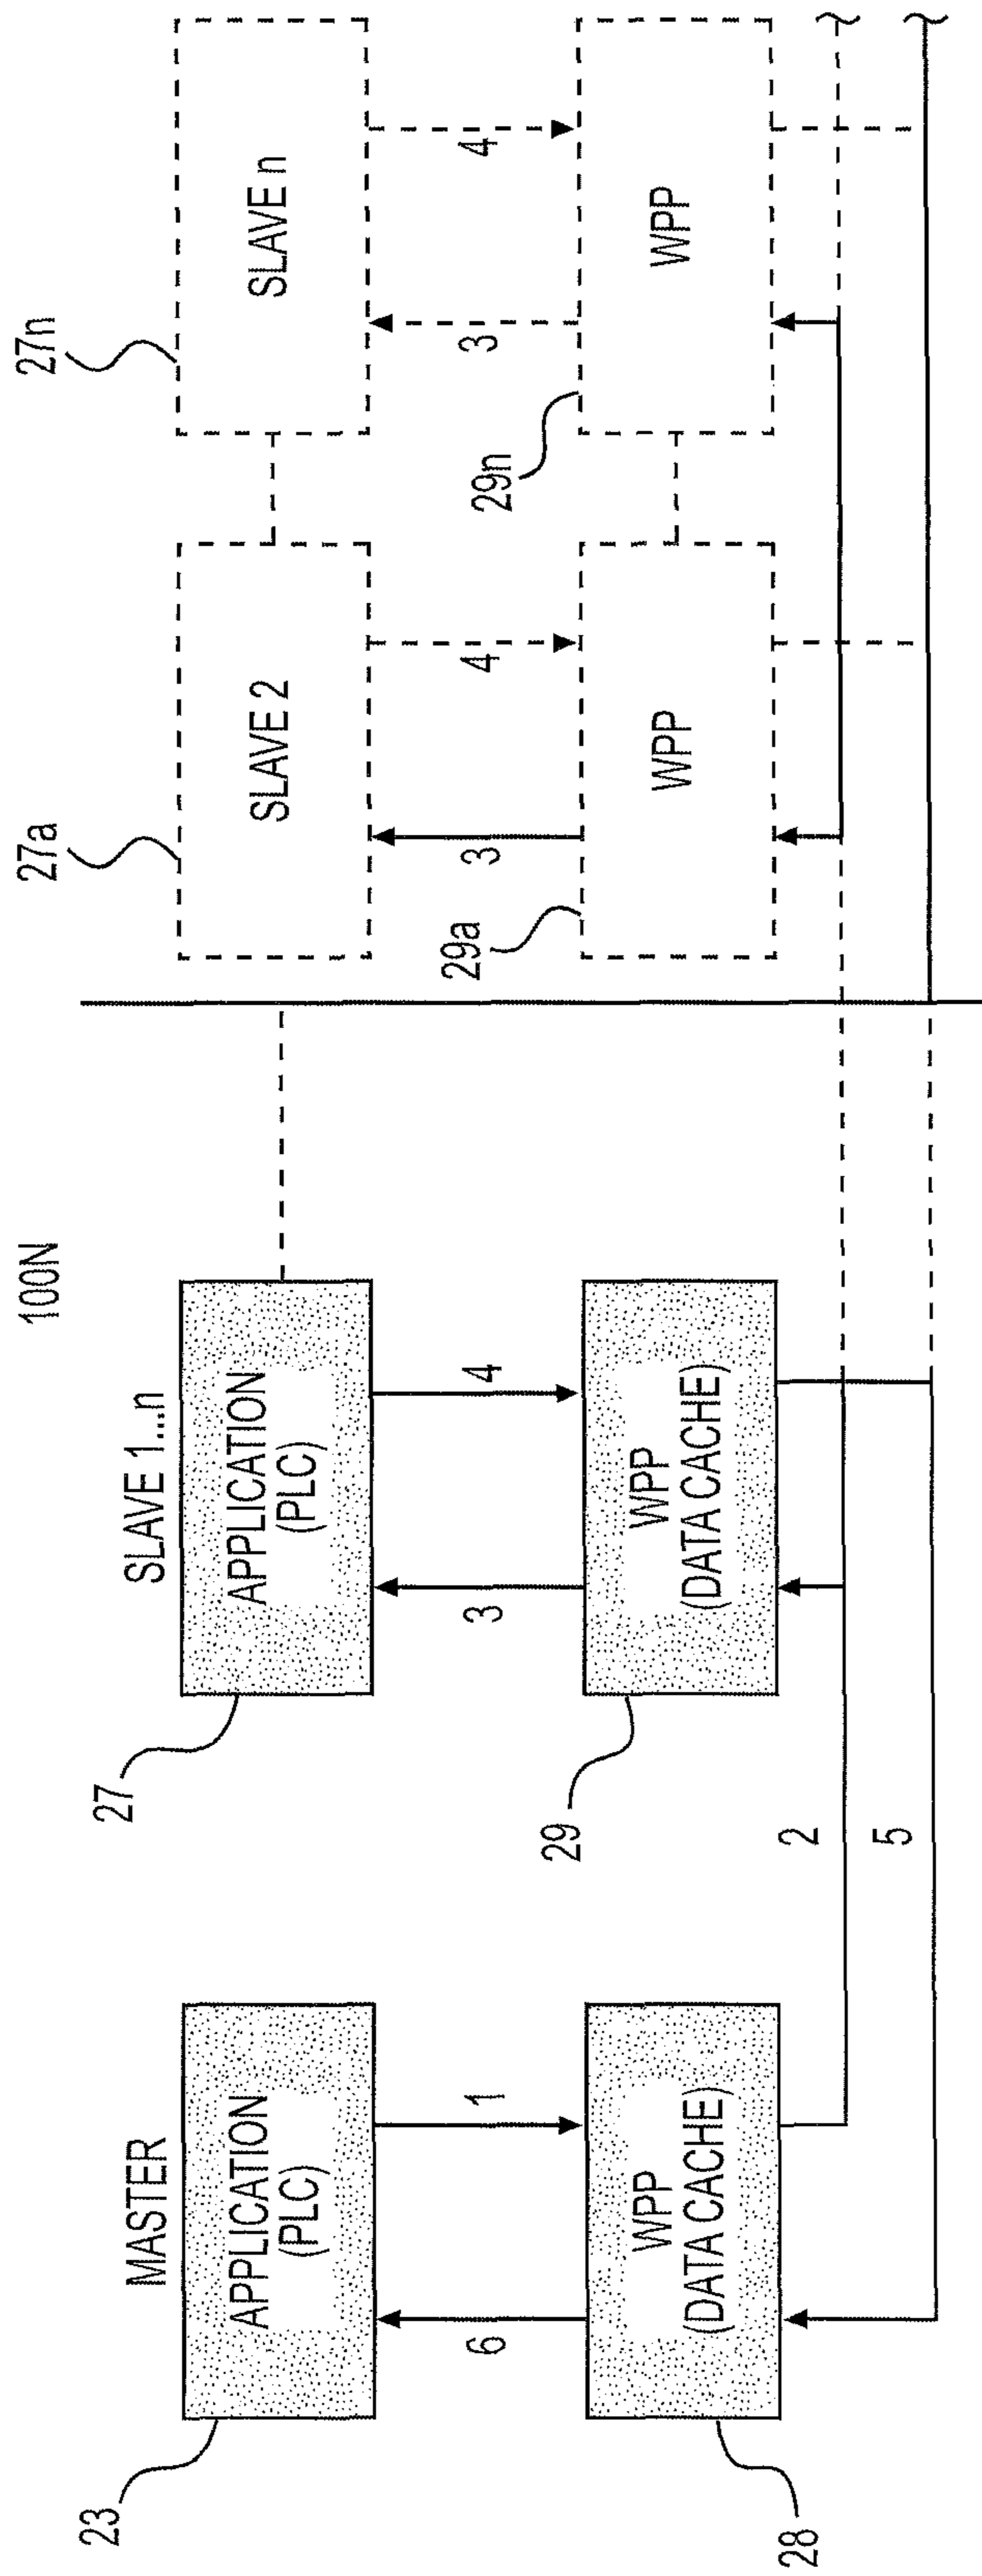 100N
MASTER
SLAVE 1...n
23
APPLICATION
(PLC)
27
APPLICATION
(PLC)
27a
SLAVE 2
27n
SLAVE n
6
1
3
4
3
4
3
4
28
WPP
(DATA CACHE)
29
WPP
(DATA CACHE)
29a
WPP
29n
WPP
2
5